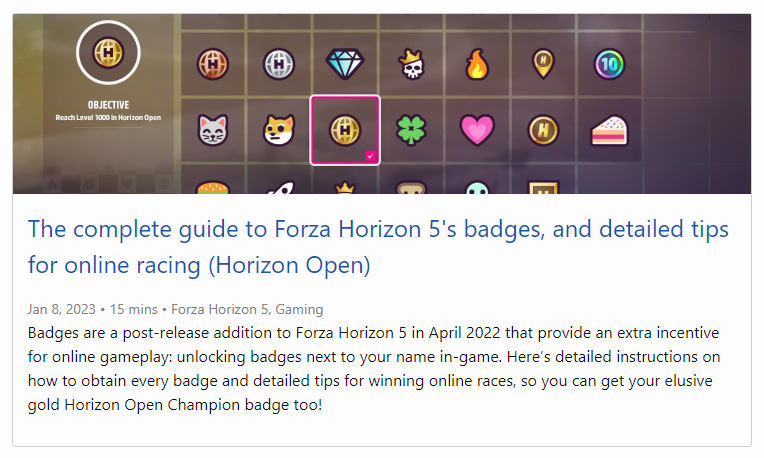 OBJECTIVE
Reach Level 1000 in Horizon Open
H
H
H
H
10
H
H
The complete guide to Forza Horizon 5's badges, and detailed tips
for online racing (Horizon Open)
Jan 8, 2023 • 15 mins • Forza Horizon 5, Gaming
Badges are a post-release addition to Forza Horizon 5 in April 2022 that provide an extra incentive
for online gameplay: unlocking badges next to your name in-game. Here’s detailed instructions on
how to obtain every badge and detailed tips for winning online races, so you can get your elusive
gold Horizon Open Champion badge too!